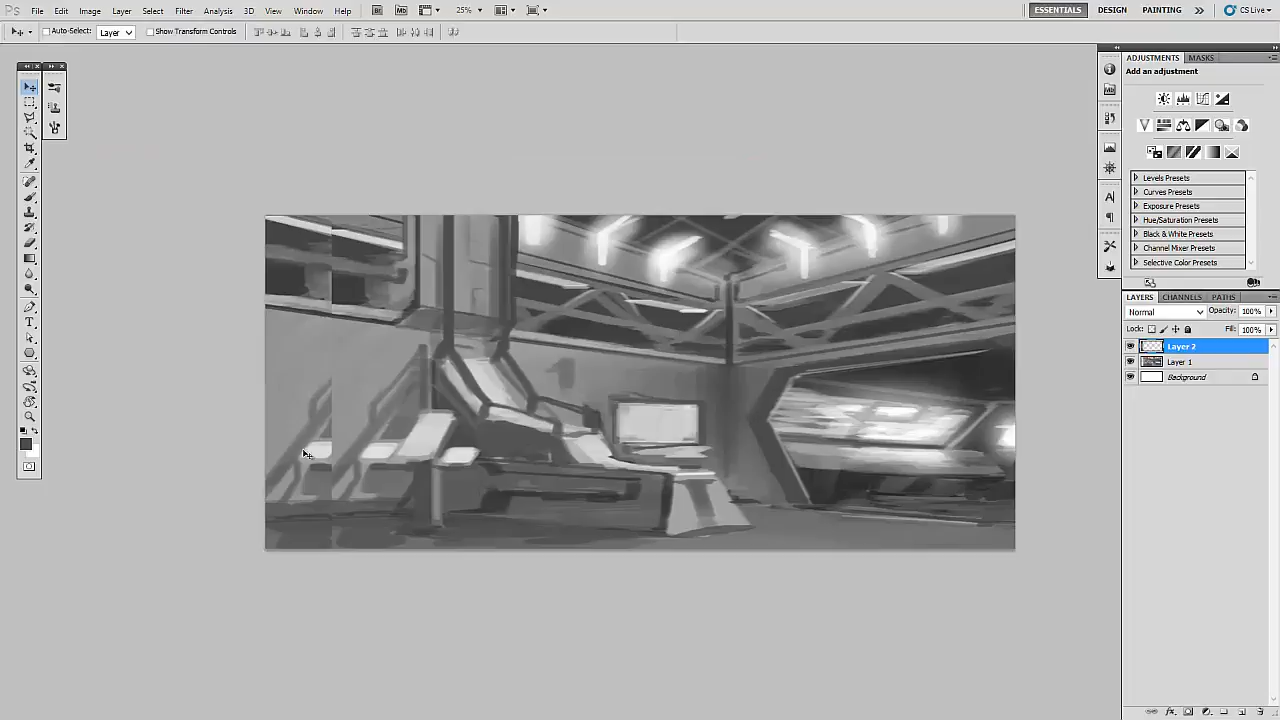 Ps File Edit Image Layer Select Filter Analysis 3D View Window Help Br Mb 25% ESSENTIALS DESIGN PAINTING CS Live
Auto-Select: Layer Show Transform Controls
ADJUSTMENTS MASKS
Add an adjustment
Levels Presets
Curves Presets
Exposure Presets
Hue/Saturation Presets
Black & White Presets
Channel Mixer Presets
Selective Color Presets
LAYERS CHANNELS PATHS
Normal Opacity: 100%
Lock: Fill: 100%
Layer 2
Layer 1
Background